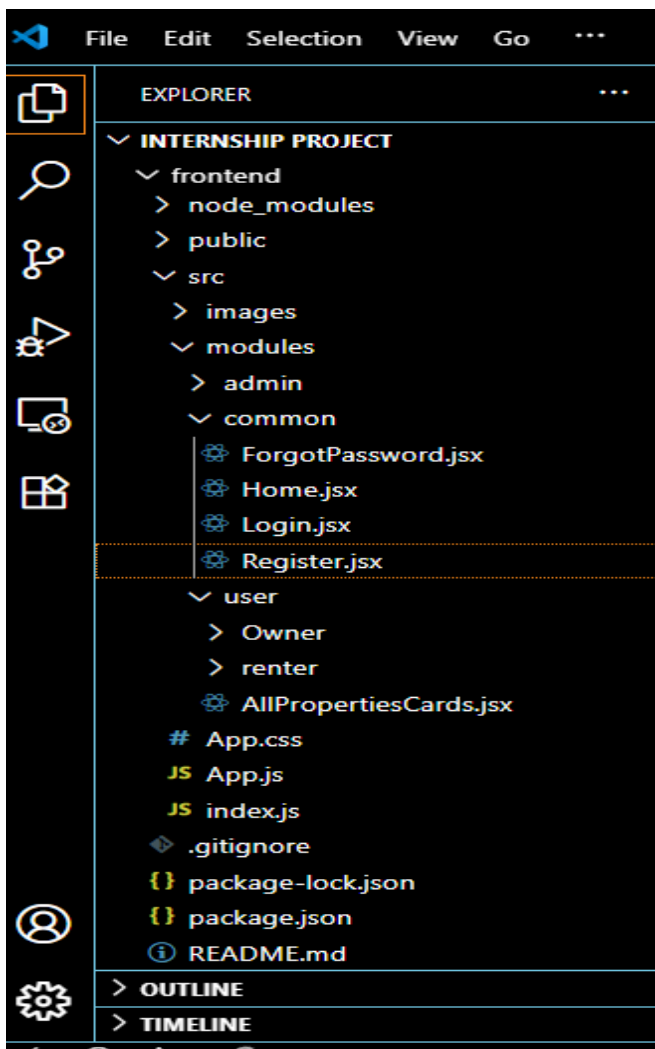 File Edit Selection View Go ...
EXPLORER ...
INTERNSHIP PROJECT
frontend
node_modules
public
src
images
modules
admin
common
ForgotPassword.jsx
Home.jsx
Login.jsx
Register.jsx
user
Owner
renter
AllPropertiesCards.jsx
# App.css
JS App.js
JS index.js
.gitignore
{} package-lock.json
{} package.json
README.md
OUTLINE
TIMELINE